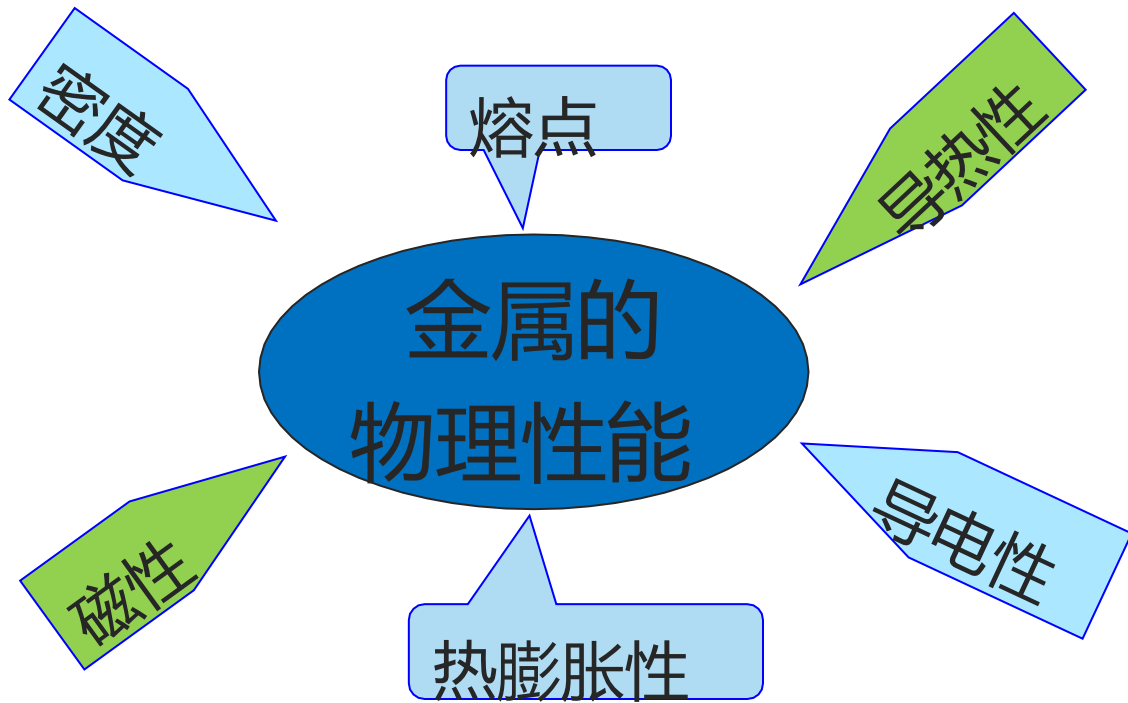 密度
熔点
导热性
金属的
物理性能
磁性
导电性
热膨胀性